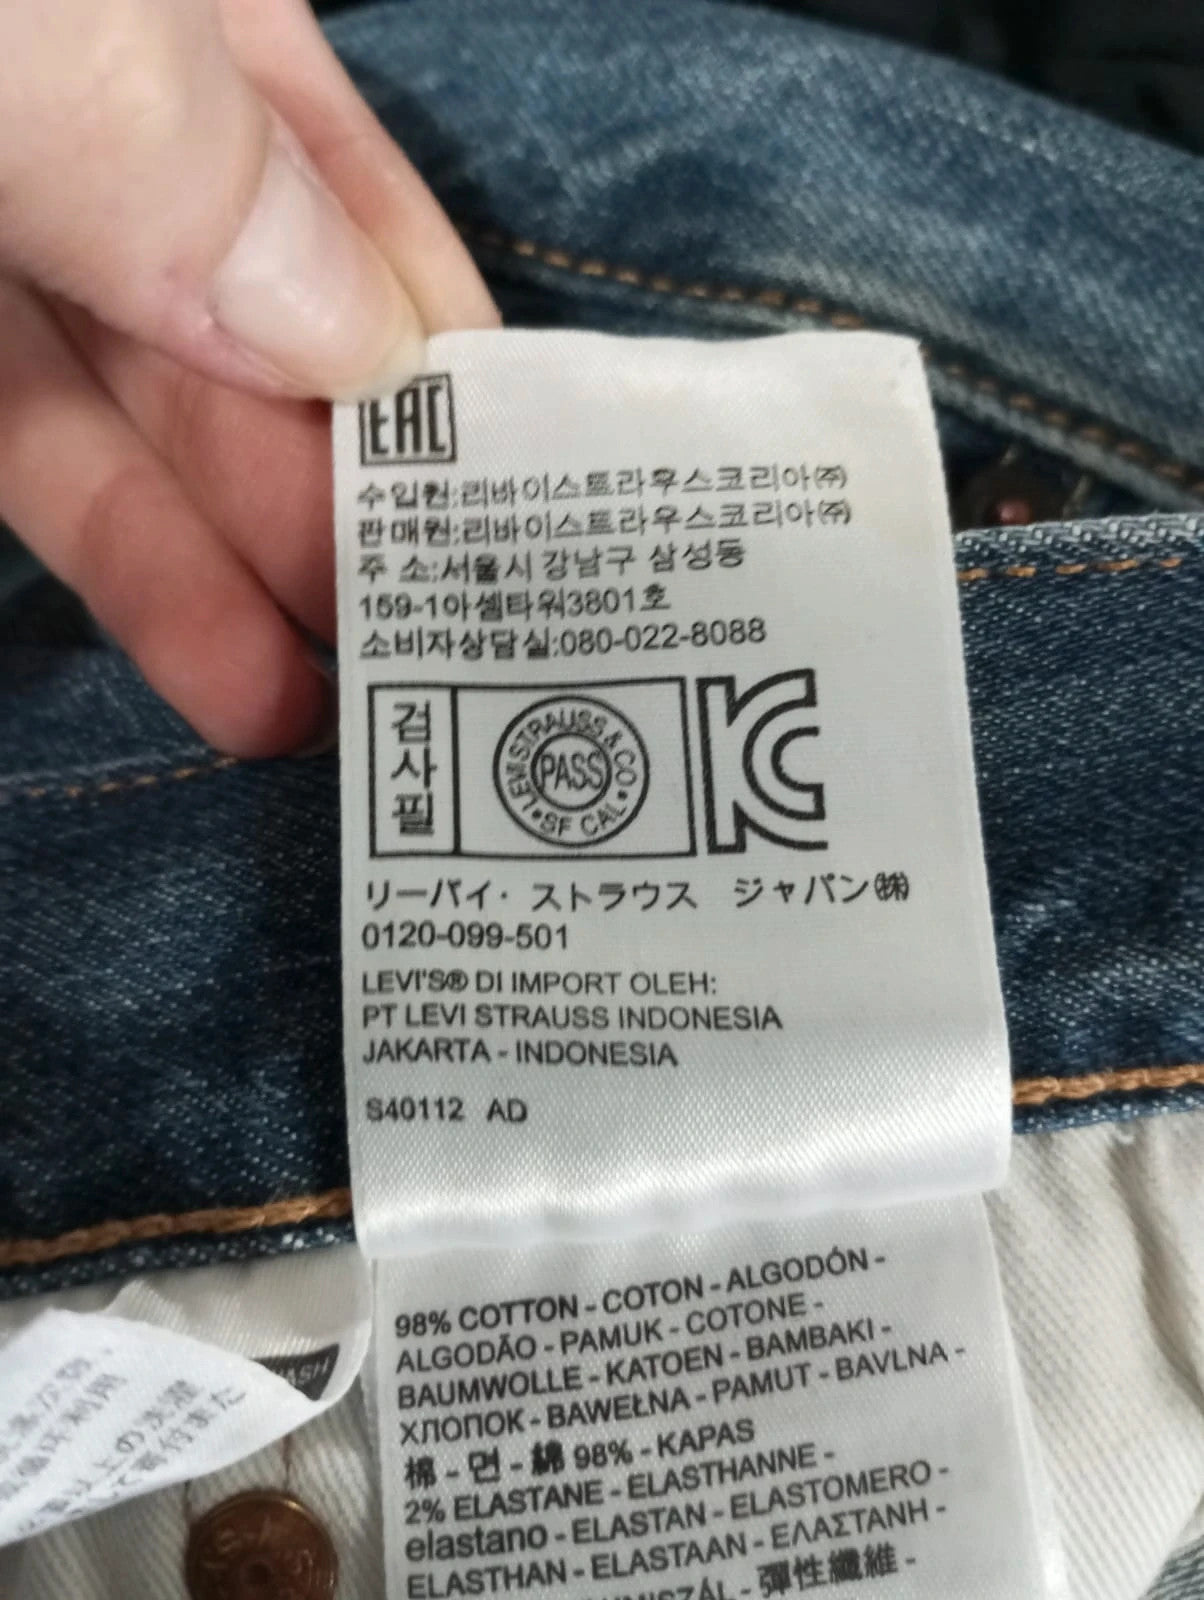 EAC
수입원:리바이스트라우스코리아㈜
판매원:리바이스트라우스코리아㈜
주 소:서울시 강남구 삼성동
159-1아셈타워3801호
소비자상담실:080-022-8088
검사필
LEVI STRAUSS & CO
PASS
SF CAL
リーバイ・ストラウス ジャパン㈱
0120-099-501
LEVI'S® DI IMPORT OLEH:
PT LEVI STRAUSS INDONESIA
JAKARTA - INDONESIA
S40112 AD
98% COTTON - COTON - ALGODÓN -
ALGODÃO - PAMUK - COTONE -
BAUMWOLLE - KATOEN - BAMBAKI -
ХЛОПОК - BAWEŁNA - PAMUT - BAVLNA -
棉 - 면 - 綿 98% - KAPAS
2% ELASTANE - ELASTHANNE -
elastano - ELASTAN - ELASTOMERO -
ELASTHAN - ELASTAAN - ΕΛΑΣΤΑΝΗ -
彈性纖維 -